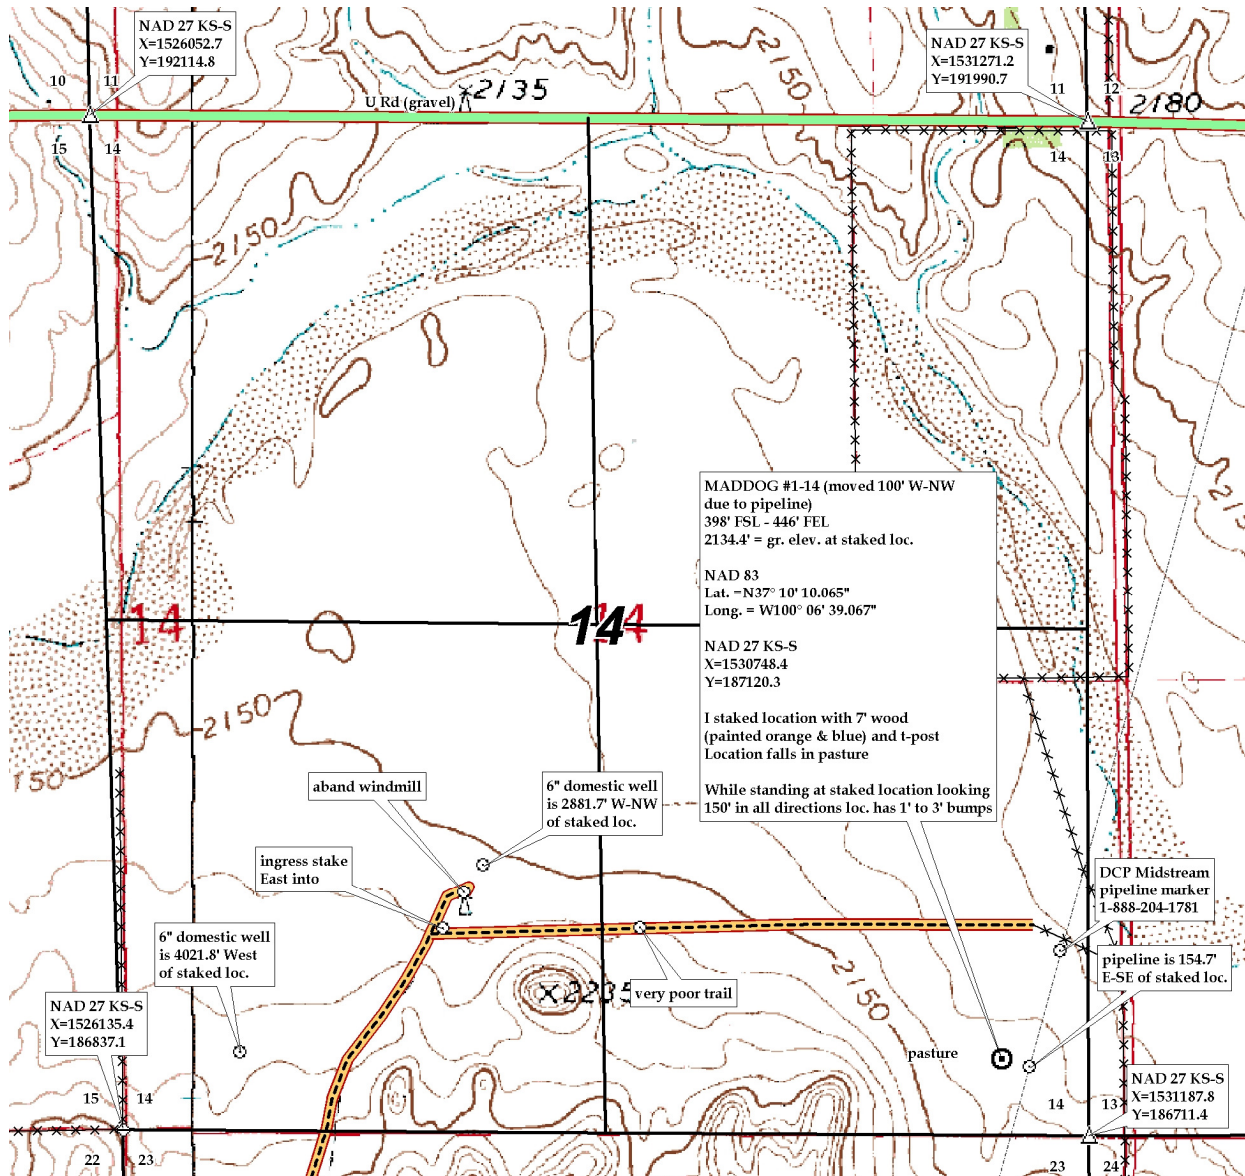 NAD 27 KS-S
X=1526052.7
Y=192114.8
NAD 27 KS-S
X=1531271.2
Y=191990.7
10
11
15
14
U Rd (gravel)
2135
11
12
14
13
2180
2150
2150
2150
MADDOG #1-14 (moved 100' W-NW
due to pipeline)
398' FSL - 446' FEL
2134.4' = gr. elev. at staked loc.
NAD 83
Lat. =N37° 10' 10.065"
Long. = W100° 06' 39.067"
NAD 27 KS-S
X=1530748.4
Y=187120.3
I staked location with 7' wood
(painted orange & blue) and t-post
Location falls in pasture
While standing at staked location looking
150' in all directions loc. has 1' to 3' bumps
14
14
14
2150
150
aband windmill
6" domestic well
is 2881.7' W-NW
of staked loc.
ingress stake
East into
DCP Midstream
pipeline marker
1-888-204-1781
6" domestic well
is 4021.8' West
of staked loc.
pipeline is 154.7'
E-SE of staked loc.
2235
very poor trail
2150
NAD 27 KS-S
X=1526135.4
Y=186837.1
pasture
NAD 27 KS-S
X=1531187.8
Y=186711.4
15
14
22
23
14
13
23
24